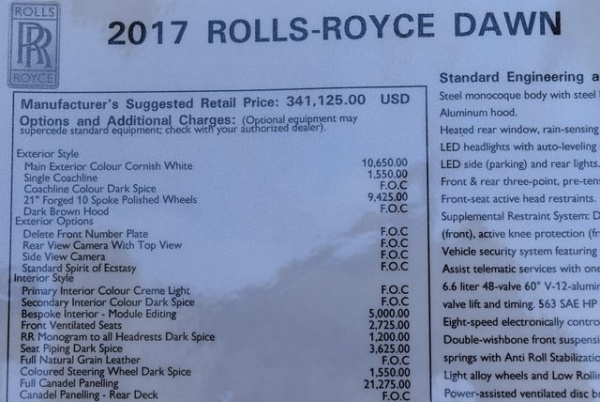 ROLLS
RR
ROYCE
2017 ROLLS-ROYCE DAWN
Manufacturer's Suggested Retail Price: 341,125.00 USD
Options and Additional Charges: (Optional equipment may
supercede standard equipment; check with your authorized dealer).
Exterior Style
Main Exterior Colour Cornish White 10,650.00
Single Coachline 1,550.00
Coachline Colour Dark Spice F.O.C
21" Forged 10 Spoke Polished Wheels 9,425.00
Dark Brown Hood F.O.C
Exterior Options
Delete Front Number Plate F.O.C
Rear View Camera With Top View F.O.C
Side View Camera F.O.C
Standard Spirit of Ecstasy F.O.C
Interior Style
Primary Interior Colour Creme Light F.O.C
Secondary Interior Colour Dark Spice F.O.C
Bespoke Interior - Module Editing 5,000.00
Front Ventilated Seats 2,725.00
RR Monogram to all Headrests Dark Spice 1,200.00
Seat Piping Dark Spice 3,625.00
Full Natural Grain Leather F.O.C
Coloured Steering Wheel Dark Spice 1,550.00
Full Canadel Panelling 21,275.00
Canadel Panelling - Rear Deck F.O.C
Standard Engineering a
Steel monocoque body with steel
Aluminum hood.
Heated rear window, rain-sensing
LED headlights with auto-leveling
LED side (parking) and rear lights.
Front & rear three-point, pre-ten
Front-seat active head restraints.
Supplemental Restraint System: D
(front), active knee protection (fr
Vehicle security system featuring
Assist telematic services with one
6.6 liter 48-valve 60° V-12-alumin
valve lift and timing. 563 SAE HP
Eight-speed electronically contro
Double-wishbone front suspensi
springs with Anti Roll Stabilizatio
Light alloy wheels and Low Rollin
Power-assisted ventilated disc b